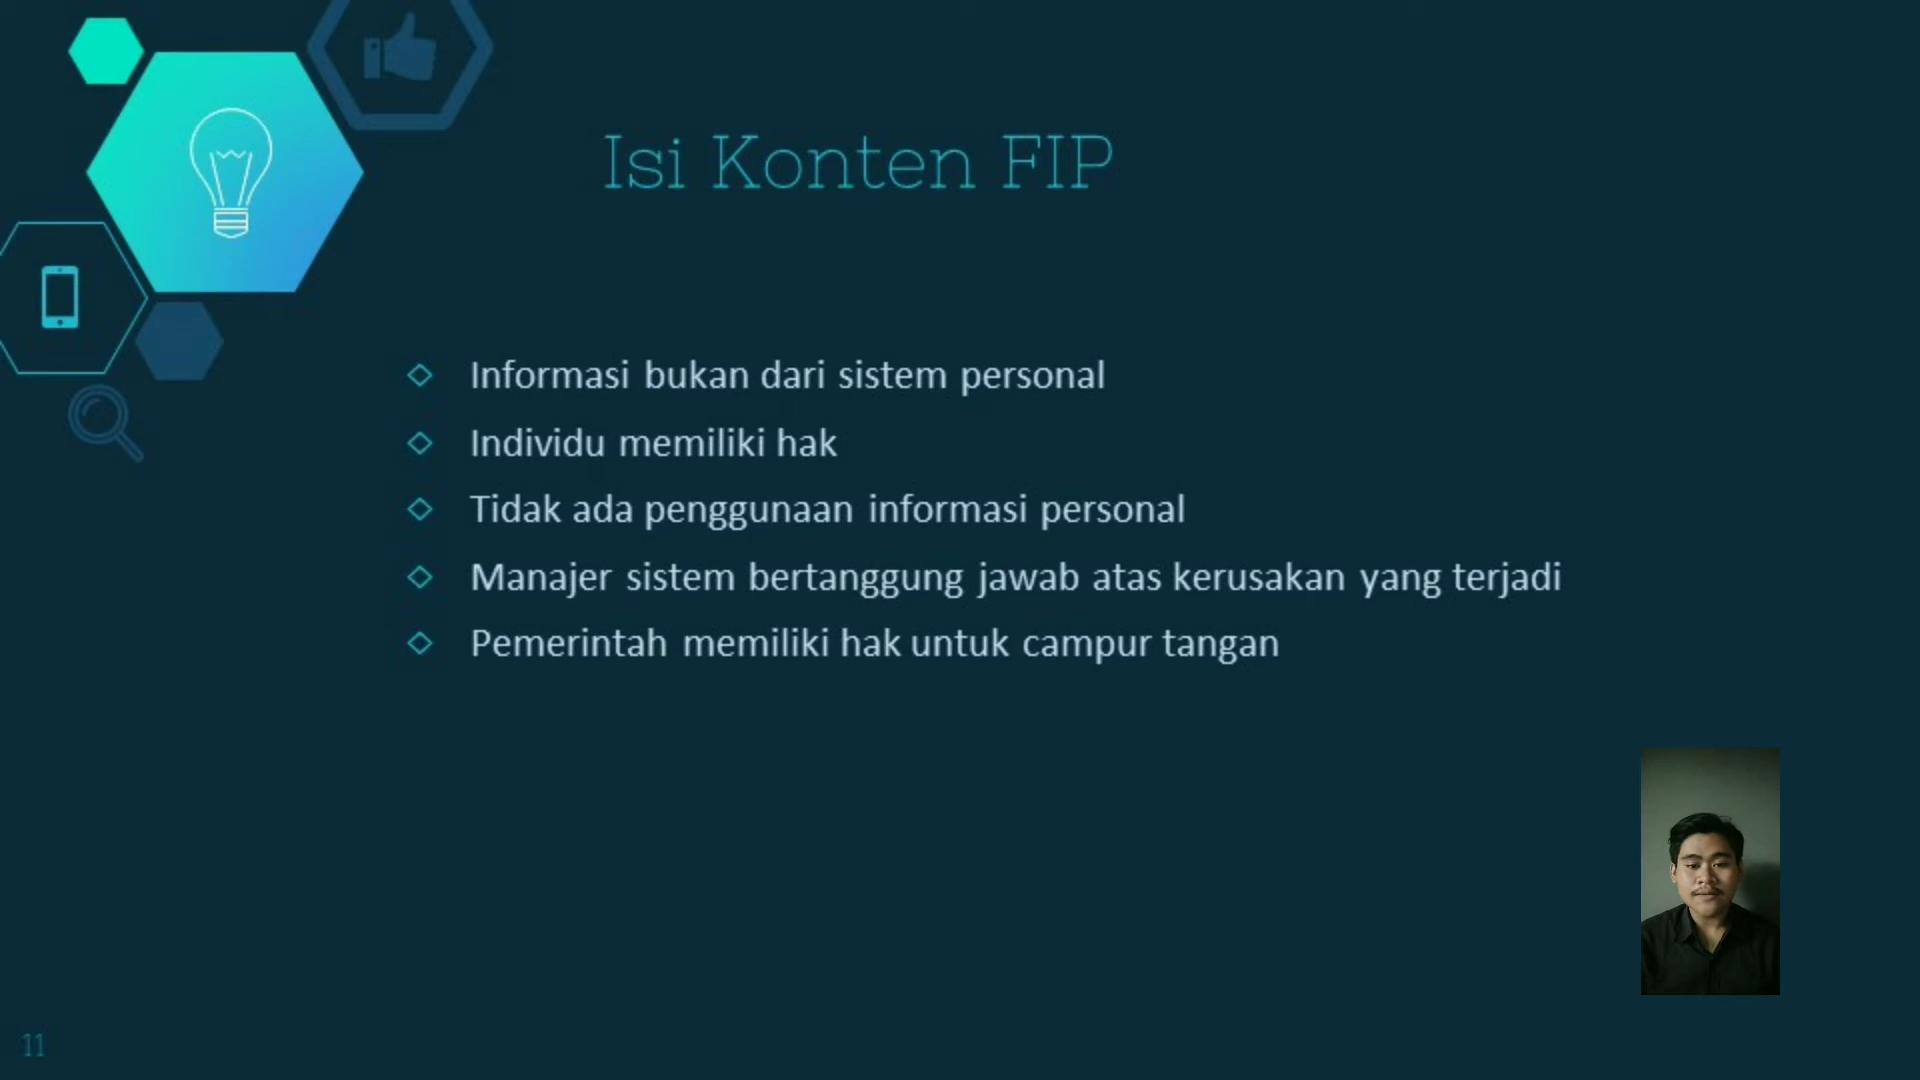 Isi Konten FIP
Informasi bukan dari sistem personal
Individu memiliki hak
Tidak ada penggunaan informasi personal
Manajer sistem bertanggung jawab atas kerusakan yang terjadi
Pemerintah memiliki hak untuk campur tangan
11